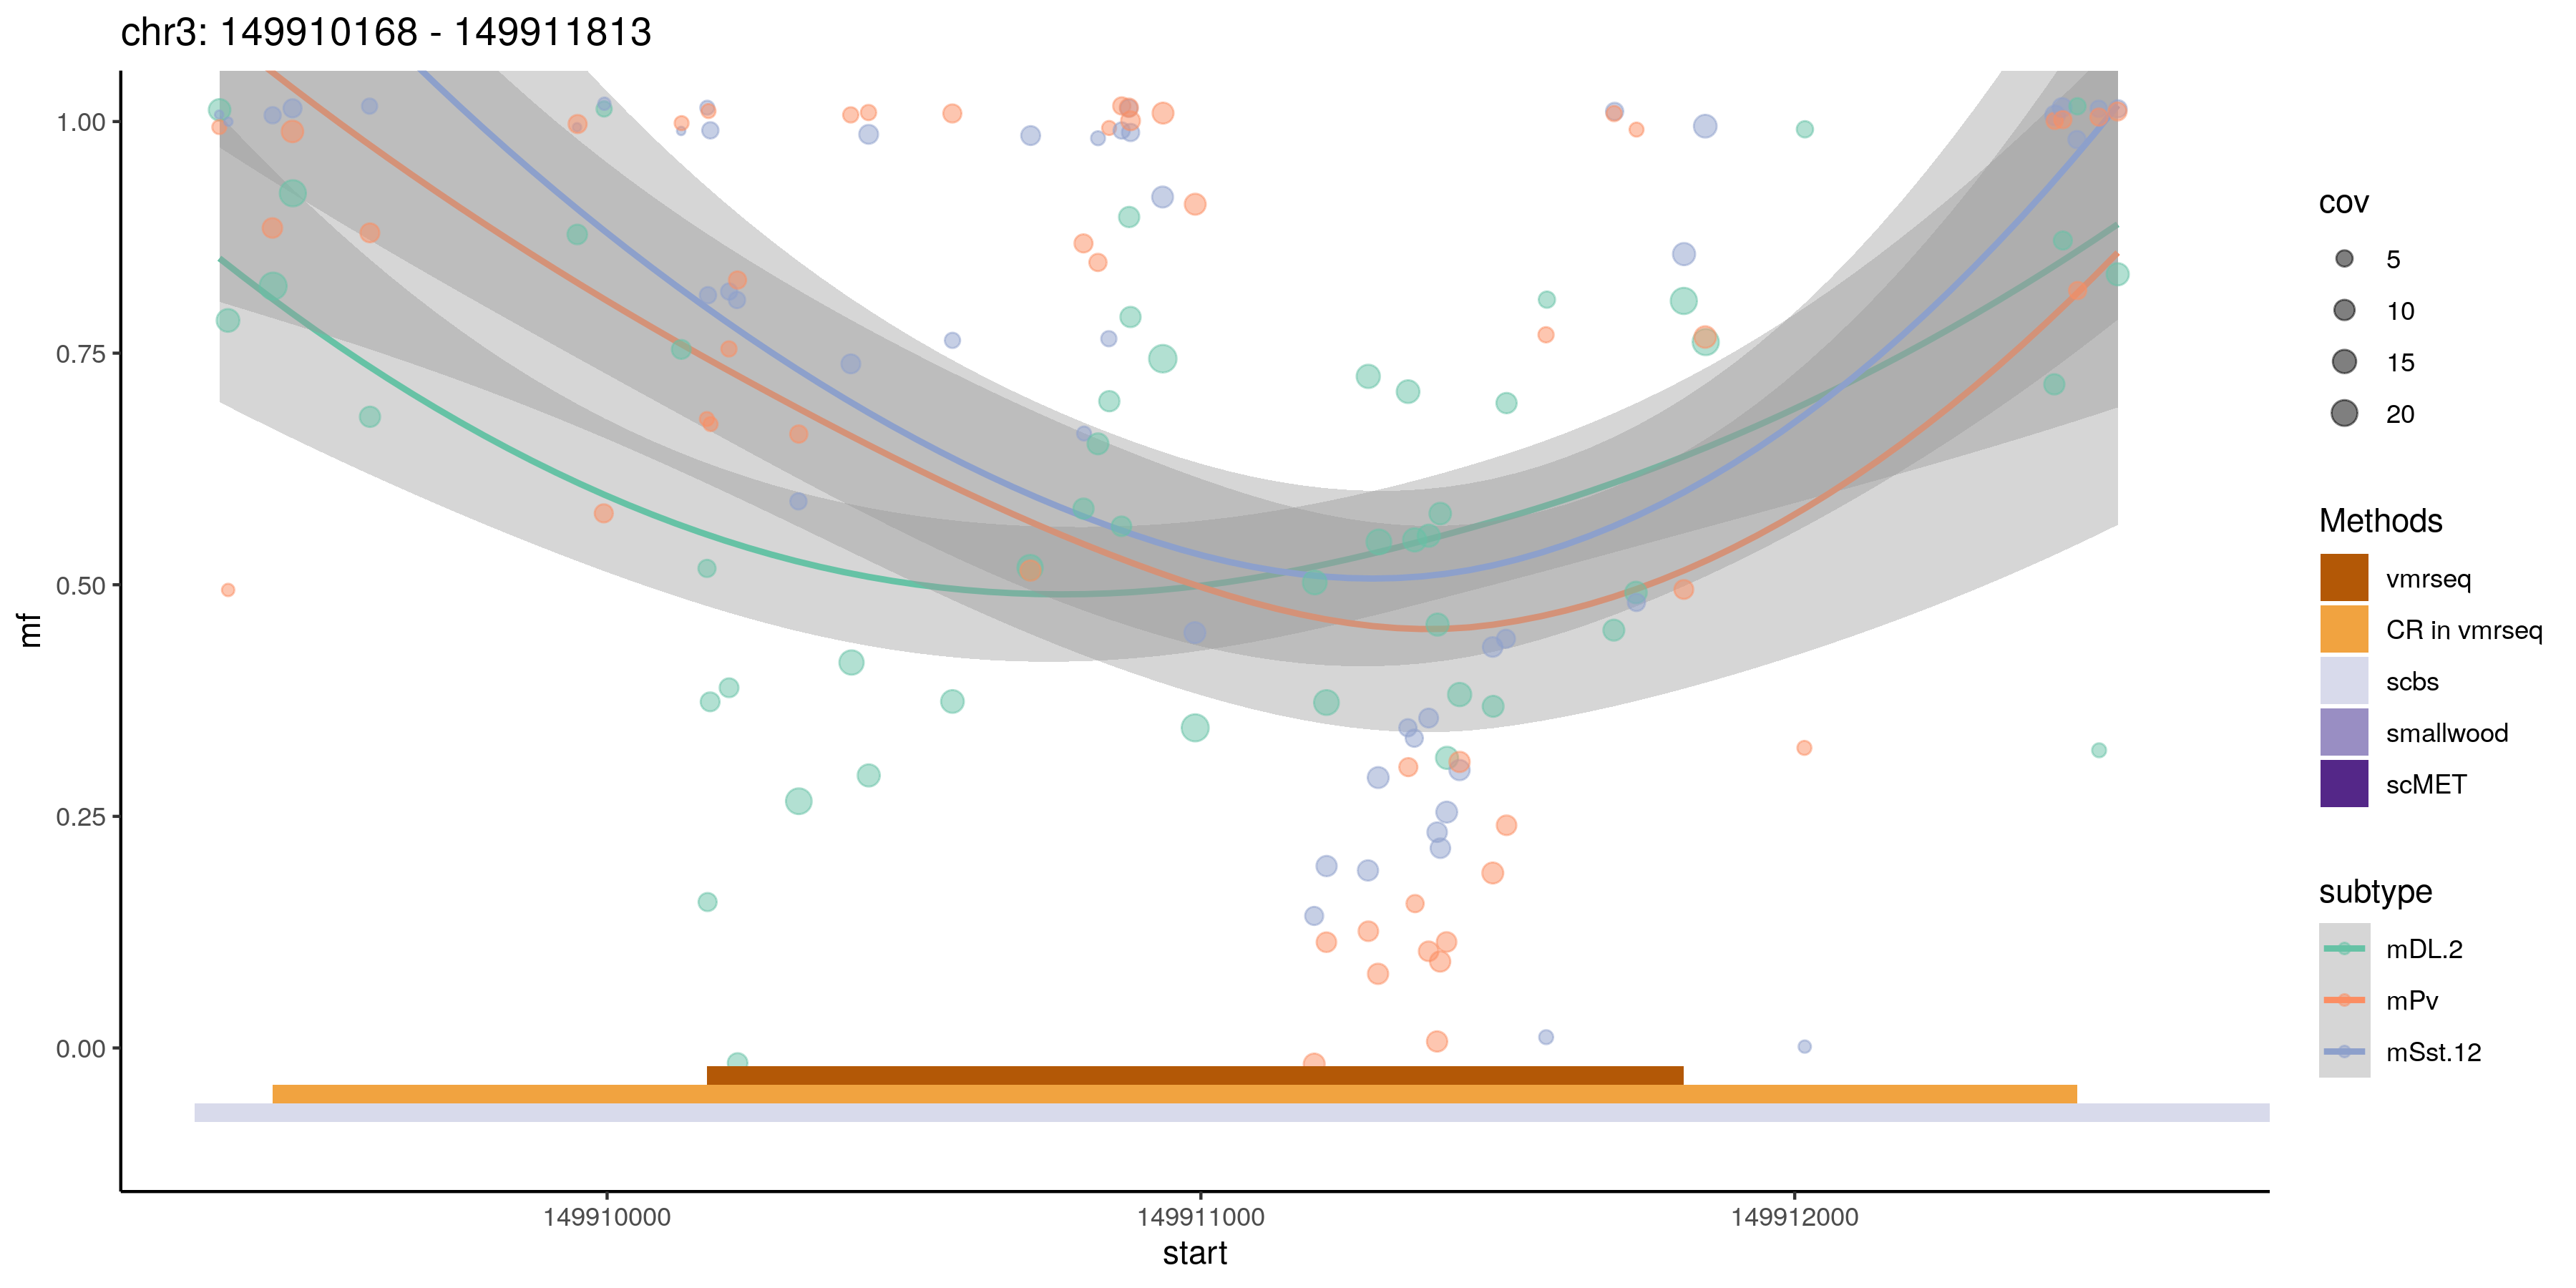 chr3: 149910168 - 149911813
1.00
0.75
0.50
0.25
0.00
mf
149910000
149911000
149912000
start
cov
5
10
15
20
Methods
vmrseq
CR in vmrseq
scbs
smallwood
scMET
subtype
mDL.2
mPv
mSst.12